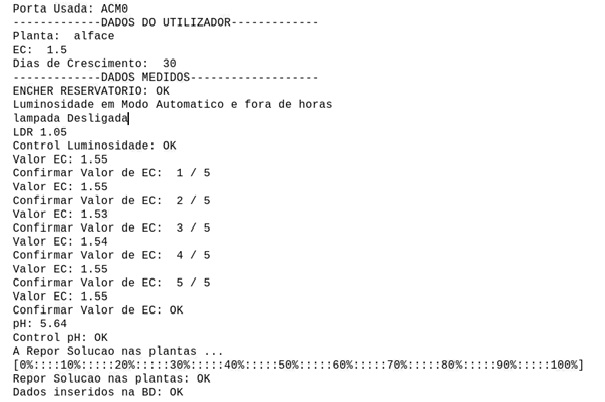 Porta Usada: ACM0
-------------DADOS DO UTILIZADOR-------------
Planta:  alface
EC:  1.5
Dias de Crescimento:  30
-------------DADOS MEDIDOS-------------------
ENCHER RESERVATORIO: OK
Luminosidade em Modo Automatico e fora de horas
lampada Desligada
LDR 1.05
Control Luminosidade: OK
Valor EC: 1.55
Confirmar Valor de EC:  1 / 5
Valor EC: 1.55
Confirmar Valor de EC:  2 / 5
Valor EC: 1.53
Confirmar Valor de EC:  3 / 5
Valor EC: 1.54
Confirmar Valor de EC:  4 / 5
Valor EC: 1.55
Confirmar Valor de EC:  5 / 5
Valor EC: 1.55
Confirmar Valor de EC: OK
pH: 5.64
Control pH: OK
A Repor Solucao nas plantas ...
[0%::::10%:::::20%:::::30%:::::40%:::::50%:::::60%:::::70%:::::80%:::::90%:::::100%]
Repor Solucao nas plantas: OK
Dados inseridos na BD: OK